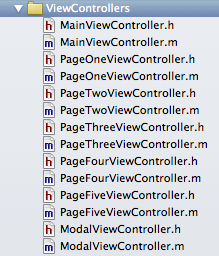 ViewControllers
h MainViewController.h
m MainViewController.m
h PageOneViewController.h
m PageOneViewController.m
h PageTwoViewController.h
m PageTwoViewController.m
h PageThreeViewController.h
m PageThreeViewController.m
h PageFourViewController.h
m PageFourViewController.m
h PageFiveViewController.h
m PageFiveViewController.m
h ModalViewController.h
m ModalViewController.m